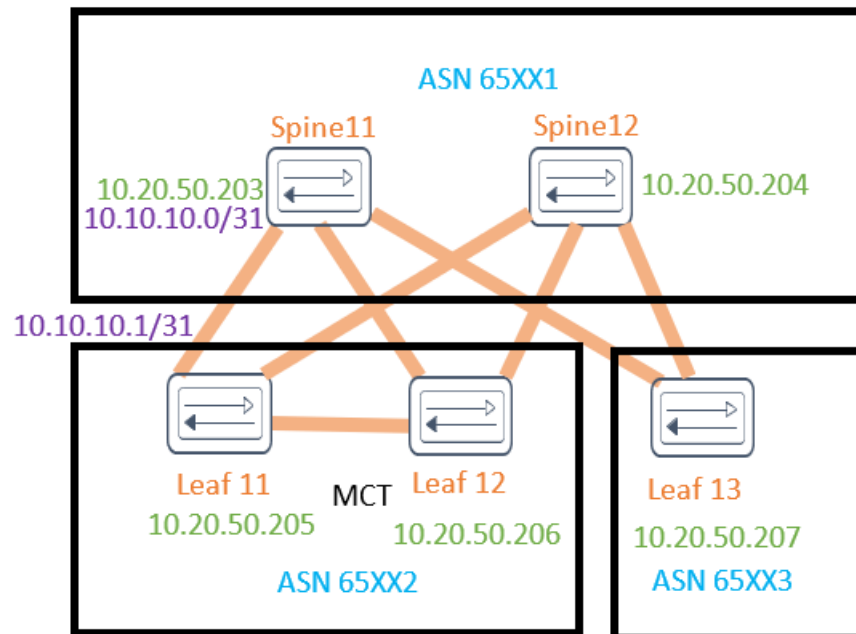 ASN 65XX1
Spine11
Spine12
10.20.50.203
10.20.50.204
10.10.10.0/31
10.10.10.1/31
Leaf 11
MCT
Leaf 12
Leaf 13
10.20.50.205
10.20.50.206
10.20.50.207
ASN 65XX2
ASN 65XX3